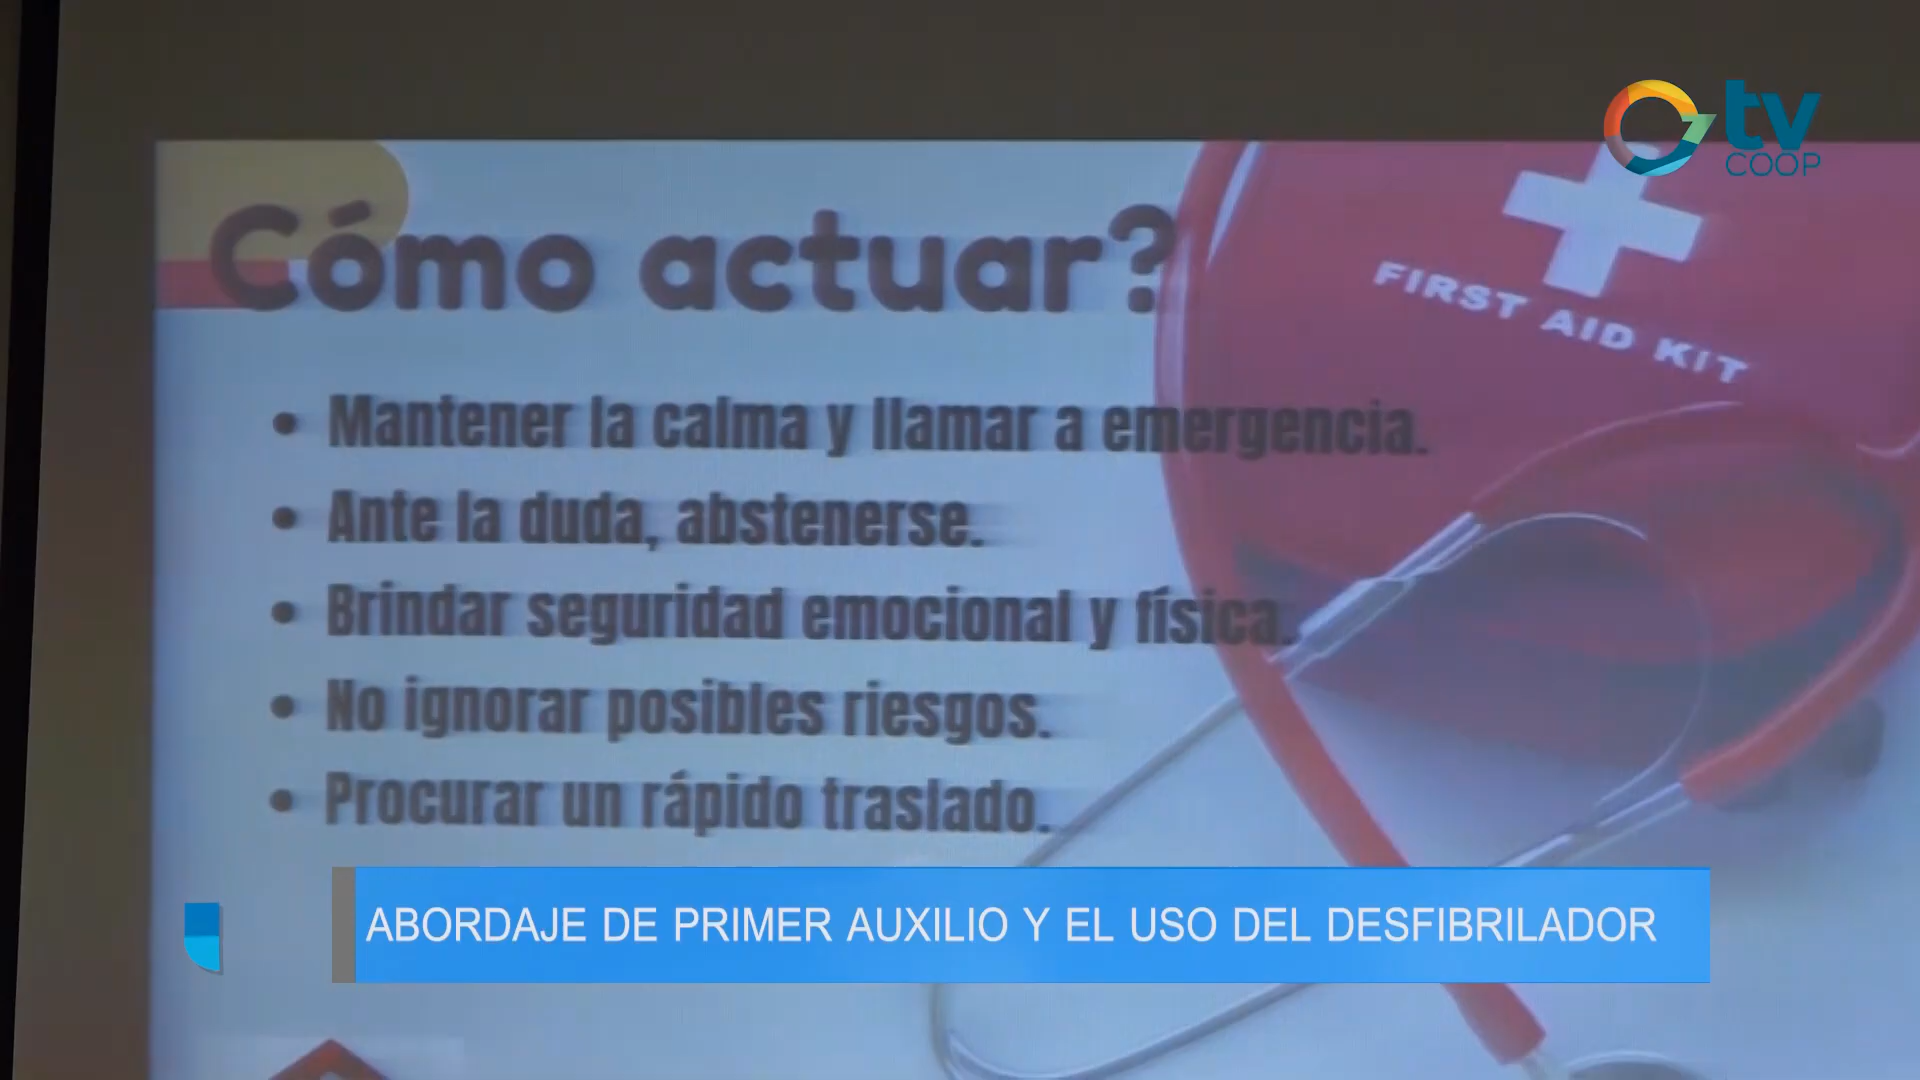 tv
COOP
Cómo actuar?
FIRST AID KIT
• Mantener la calma y llamar a emergencia.
• Ante la duda, abstenerse.
• Brindar seguridad emocional y física.
• No ignorar posibles riesgos.
• Procurar un rápido traslado.
ABORDAJE DE PRIMER AUXILIO Y EL USO DEL DESFIBRILADOR